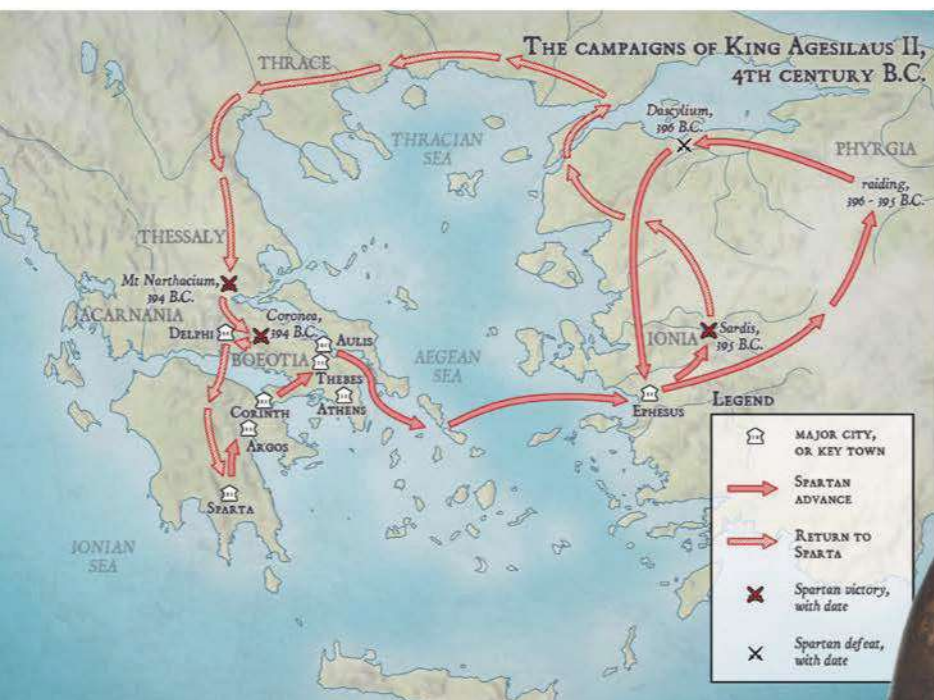 The campaigns of King Agesilaus II,
4th century B.C.
THRACE
Dascylium,
396 B.C.
THRACIAN
SEA
PHYRGIA
raiding,
396 - 395 B.C.
THESSALY
Mt Narthacium,
394 B.C.
ACARNANIA
Coronea,
394 B.C.
Delphi
Aulis
BOEOTIA
Thebes
AEGEAN
SEA
IONIA
Sardis,
395 B.C.
Corinth
Athens
Ephesus
Argos
Sparta
IONIAN
SEA
Legend
major city,
or key town
Spartan
advance
Return to
Sparta
Spartan victory,
with date
Spartan defeat,
with date